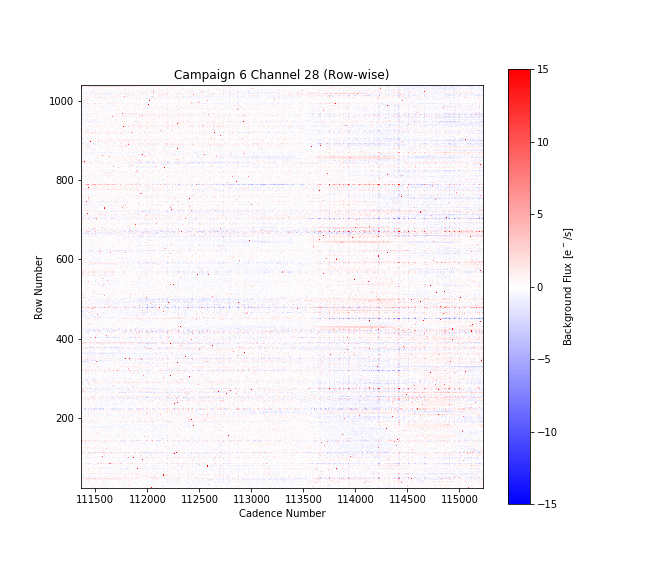 Campaign 6 Channel 28 (Row-wise)
1000
800
600
400
200
Row Number
111500 112000 112500 113000 113500 114000 114500 115000
Cadence Number
15
10
5
0
−5
−10
−15
Background Flux [e⁻/s]